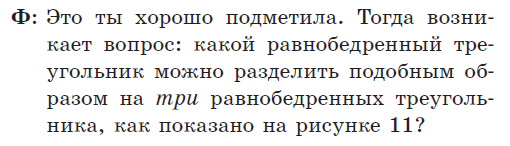 Ф: Это ты хорошо подметила. Тогда возни-
кает вопрос: какой равнобедренный тре-
угольник можно разделить подобным об-
разом на три равнобедренных треуголь-
ника, как показано на рисунке 11?